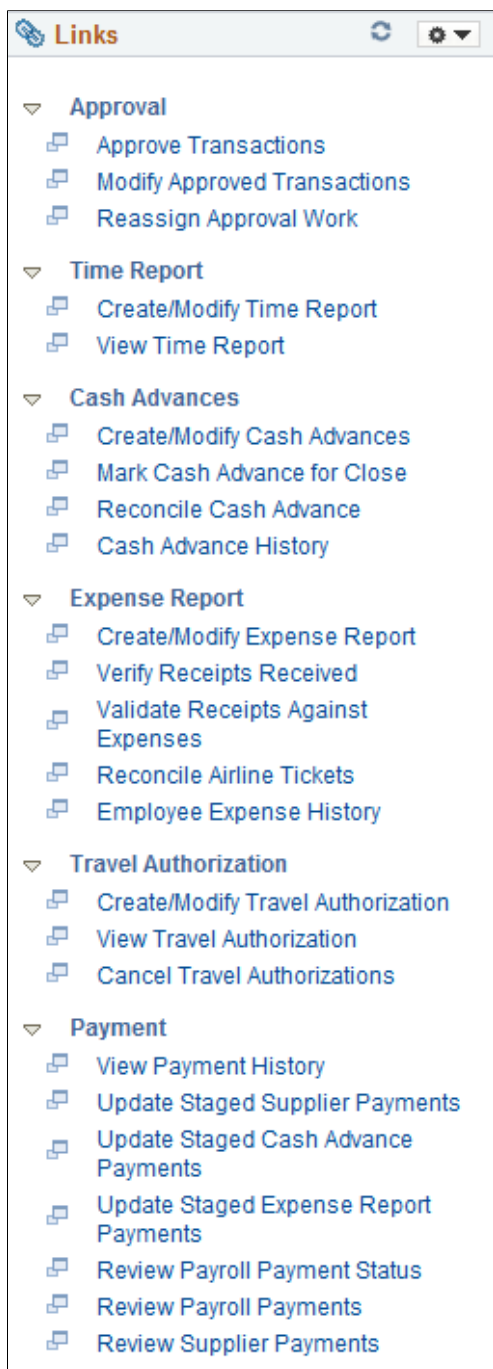 Links
Approval
Approve Transactions
Modify Approved Transactions
Reassign Approval Work
Time Report
Create/Modify Time Report
View Time Report
Cash Advances
Create/Modify Cash Advances
Mark Cash Advance for Close
Reconcile Cash Advance
Cash Advance History
Expense Report
Create/Modify Expense Report
Verify Receipts Received
Validate Receipts Against
Expenses
Reconcile Airline Tickets
Employee Expense History
Travel Authorization
Create/Modify Travel Authorization
View Travel Authorization
Cancel Travel Authorizations
Payment
View Payment History
Update Staged Supplier Payments
Update Staged Cash Advance
Payments
Update Staged Expense Report
Payments
Review Payroll Payment Status
Review Payroll Payments
Review Supplier Payments